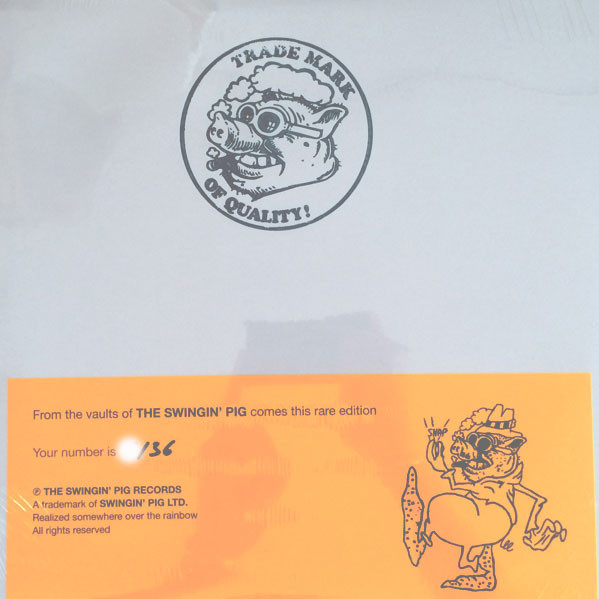 TRADE MARK
OF QUALITY!
From the vaults of THE SWINGIN' PIG comes this rare edition
Your number is /36
SNAP
℗ THE SWINGIN' PIG RECORDS
A trademark of SWINGIN' PIG LTD.
Realized somewhere over the rainbow
All rights reserved